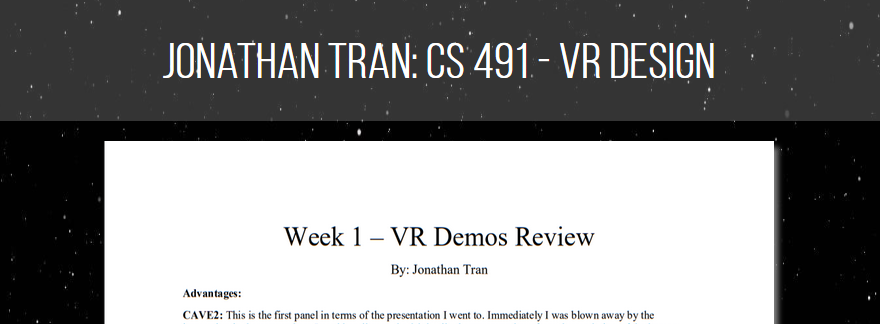 JONATHAN TRAN: CS 491 - VR DESIGN
Week 1 – VR Demos Review
By: Jonathan Tran
Advantages:
CAVE2: This is the first panel in terms of the presentation I went to. Immediately I was blown away by the